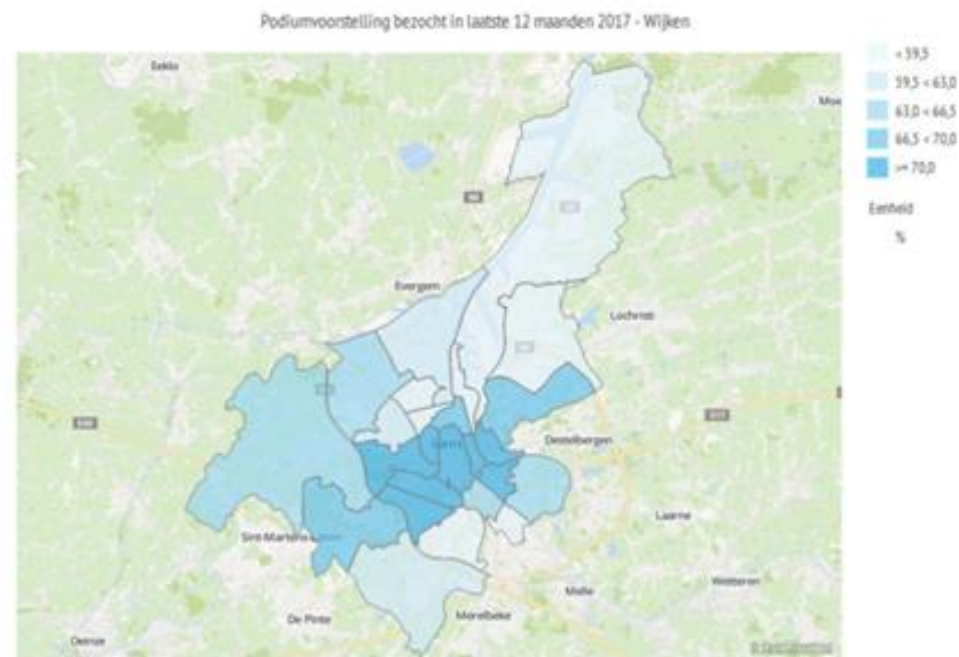 Podiumvoorstelling bezocht in laatste 12 maanden 2017 - Wijken
< 59,5
59,5 < 63,0
63,0 < 66,5
66,5 < 70,0
>= 70,0
Eenheid
%
Eeklo
Evergem
Lochristi
Destelbergen
Laarne
Sint-Martens
Wetteren
Melle
De Pinte
Merelbeke
Deinze